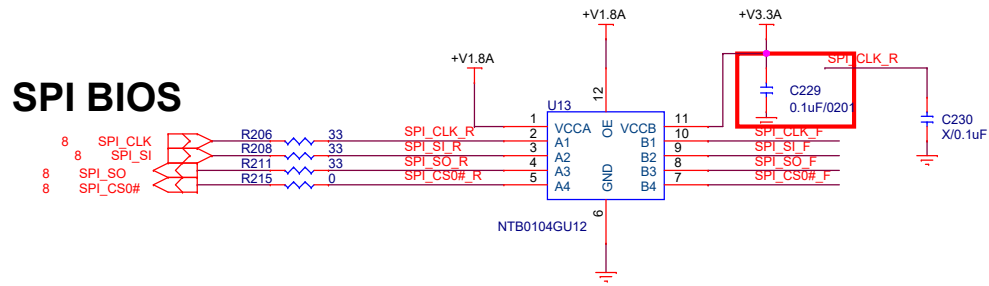 +V1.8A +V3.3A
+V1.8A SPI_CLK_R
SPI BIOS
C229
0.1uF/0201
U13
12
C230
X/0.1uF
1 VCCA OE VCCB 11
8 SPI_CLK R206 33 SPI_CLK_R 2 A1 B1 10 SPI_CLK_F
8 SPI_SI R208 33 SPI_SI_R 3 A2 B2 9 SPI_SI_F
8 SPI_SO R211 33 SPI_SO_R 4 A3 B3 8 SPI_SO_F
8 SPI_CS0# R215 0 SPI_CS0#_R 5 A4 GND B4 7 SPI_CS0#_F
6
NTB0104GU12